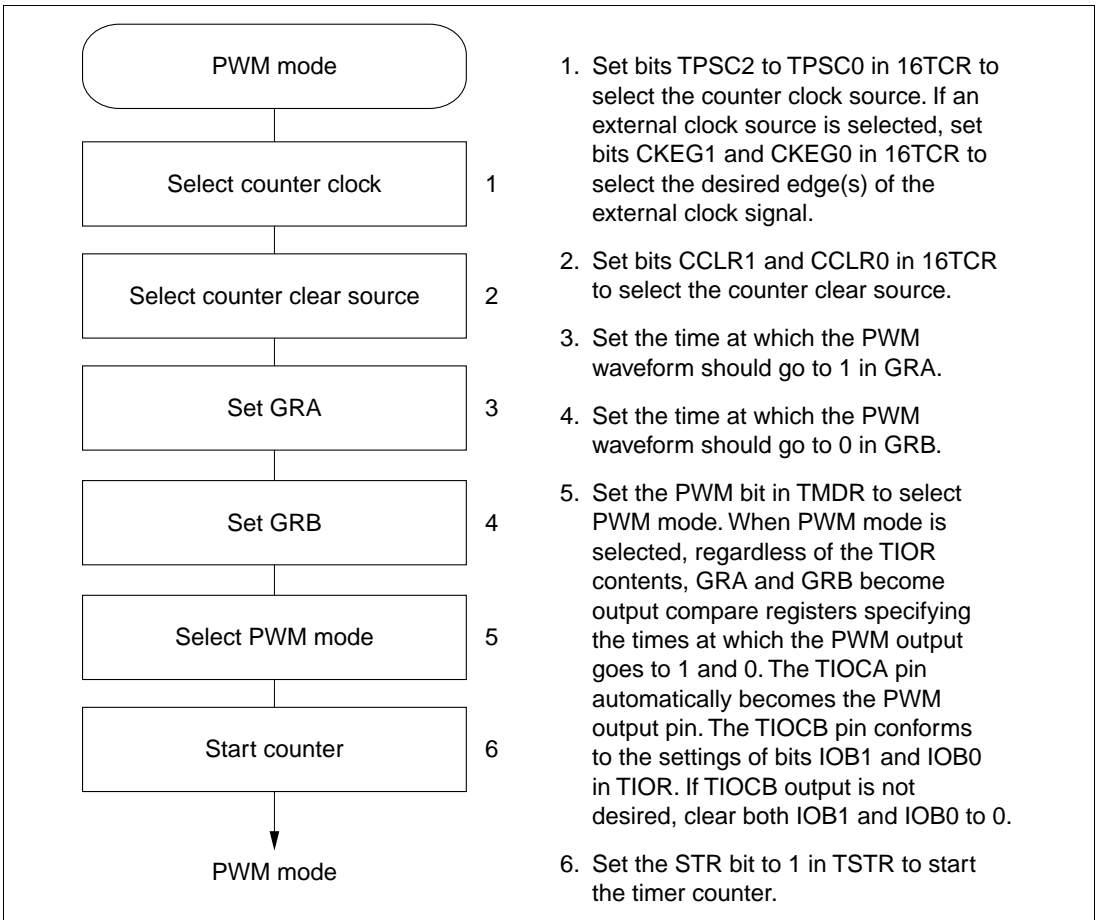 PWM mode
Select counter clock
1
Select counter clear source
2
Set GRA
3
Set GRB
4
Select PWM mode
5
Start counter
6
PWM mode
1. Set bits TPSC2 to TPSC0 in 16TCR to
select the counter clock source. If an
external clock source is selected, set
bits CKEG1 and CKEG0 in 16TCR to
select the desired edge(s) of the
external clock signal.
2. Set bits CCLR1 and CCLR0 in 16TCR
to select the counter clear source.
3. Set the time at which the PWM
waveform should go to 1 in GRA.
4. Set the time at which the PWM
waveform should go to 0 in GRB.
5. Set the PWM bit in TMDR to select
PWM mode. When PWM mode is
selected, regardless of the TIOR
contents, GRA and GRB become
output compare registers specifying
the times at which the PWM output
goes to 1 and 0. The TIOCA pin
automatically becomes the PWM
output pin. The TIOCB pin conforms
to the settings of bits IOB1 and IOB0
in TIOR. If TIOCB output is not
desired, clear both IOB1 and IOB0 to 0.
6. Set the STR bit to 1 in TSTR to start
the timer counter.